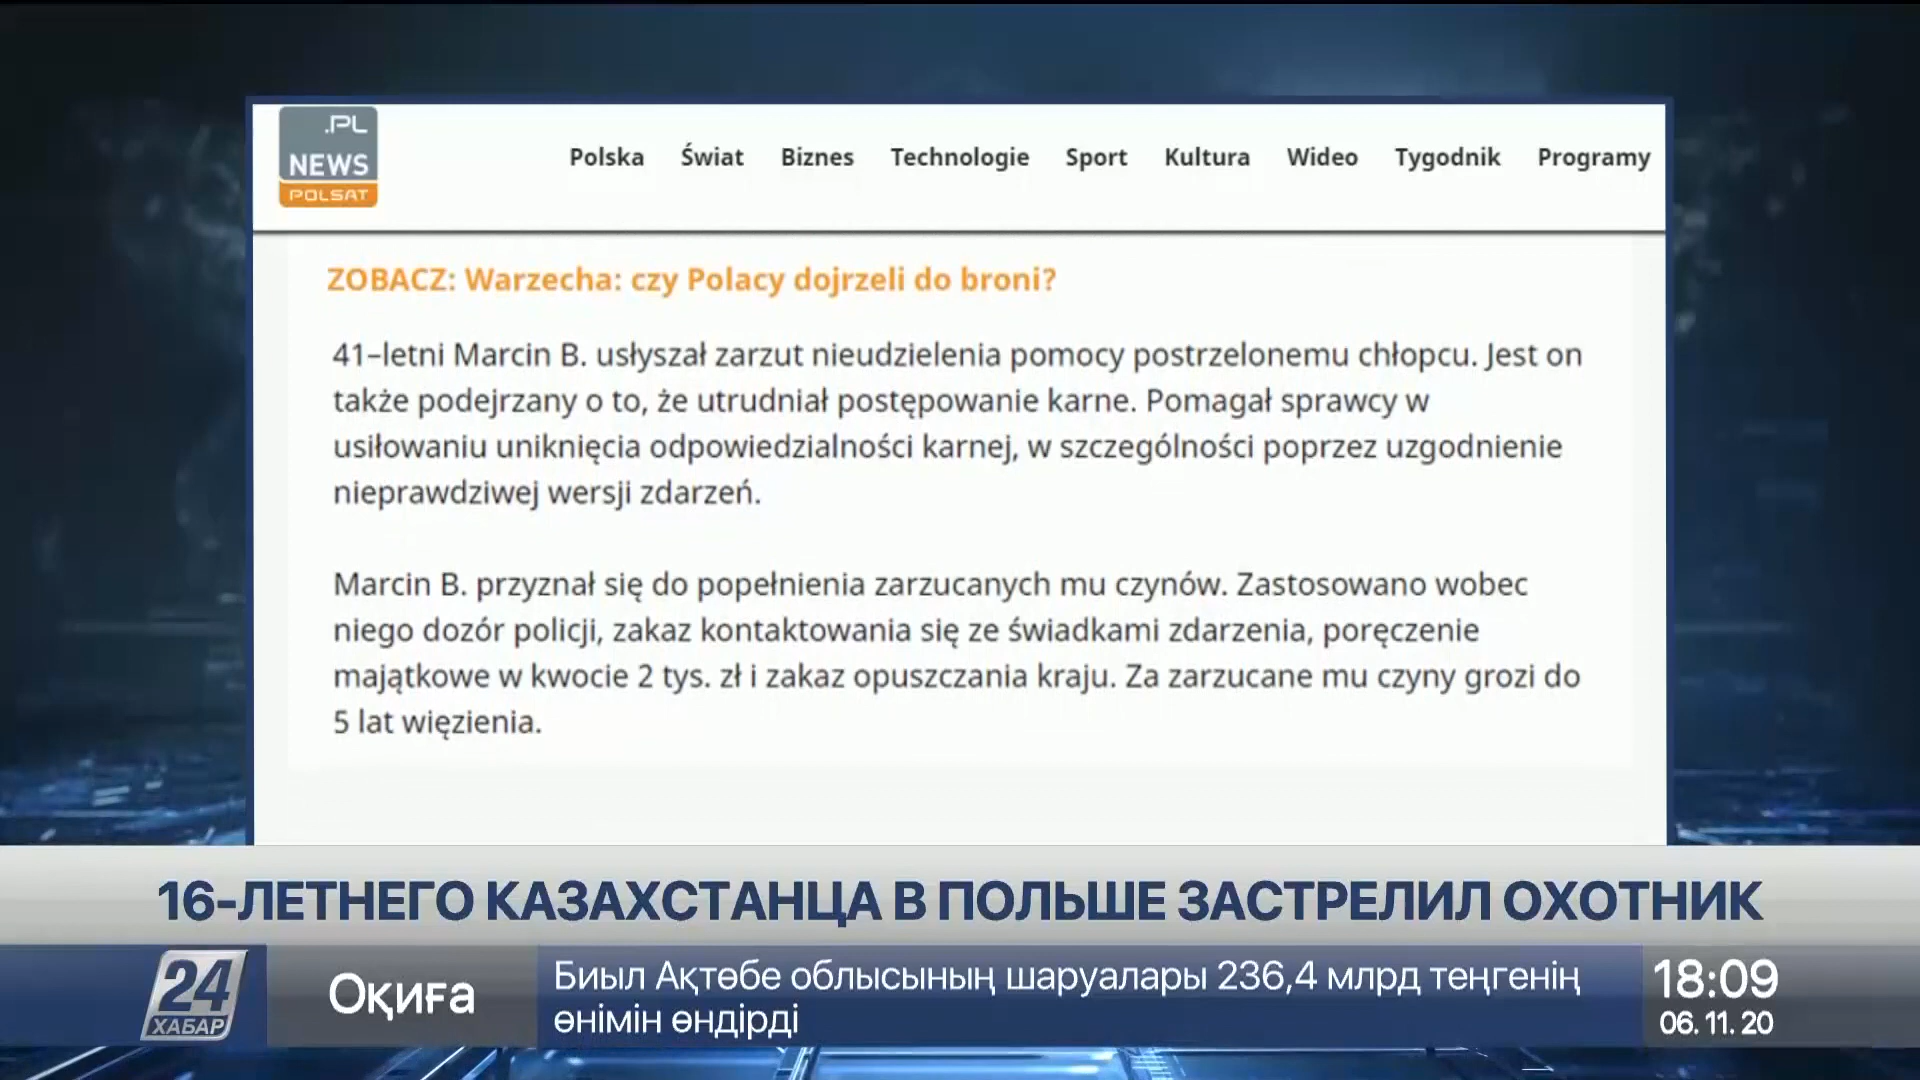 .PL
NEWS
POLSAT
Polska Świat Biznes Technologie Sport Kultura Wideo Tygodnik Programy
ZOBACZ: Warzecha: czy Polacy dojrzeli do broni?
41–letni Marcin B. usłyszał zarzut nieudzielenia pomocy postrzelonemu chłopcu. Jest on
także podejrzany o to, że utrudniał postępowanie karne. Pomagał sprawcy w
usiłowaniu uniknięcia odpowiedzialności karnej, w szczególności poprzez uzgodnienie
nieprawdziwej wersji zdarzeń.
Marcin B. przyznał się do popełnienia zarzucanych mu czynów. Zastosowano wobec
niego dozór policji, zakaz kontaktowania się ze świadkami zdarzenia, poręczenie
majątkowe w kwocie 2 tys. zł i zakaz opuszczania kraju. Za zarzucane mu czyny grozi do
5 lat więzienia.
16-ЛЕТНЕГО КАЗАХСТАНЦА В ПОЛЬШЕ ЗАСТРЕЛИЛ ОХОТНИК
24
ХАБАР
Оқиға
Биыл Ақтөбе облысының шаруалары 236,4 млрд теңгенің
өнімін өндірді
18:09
06. 11. 20